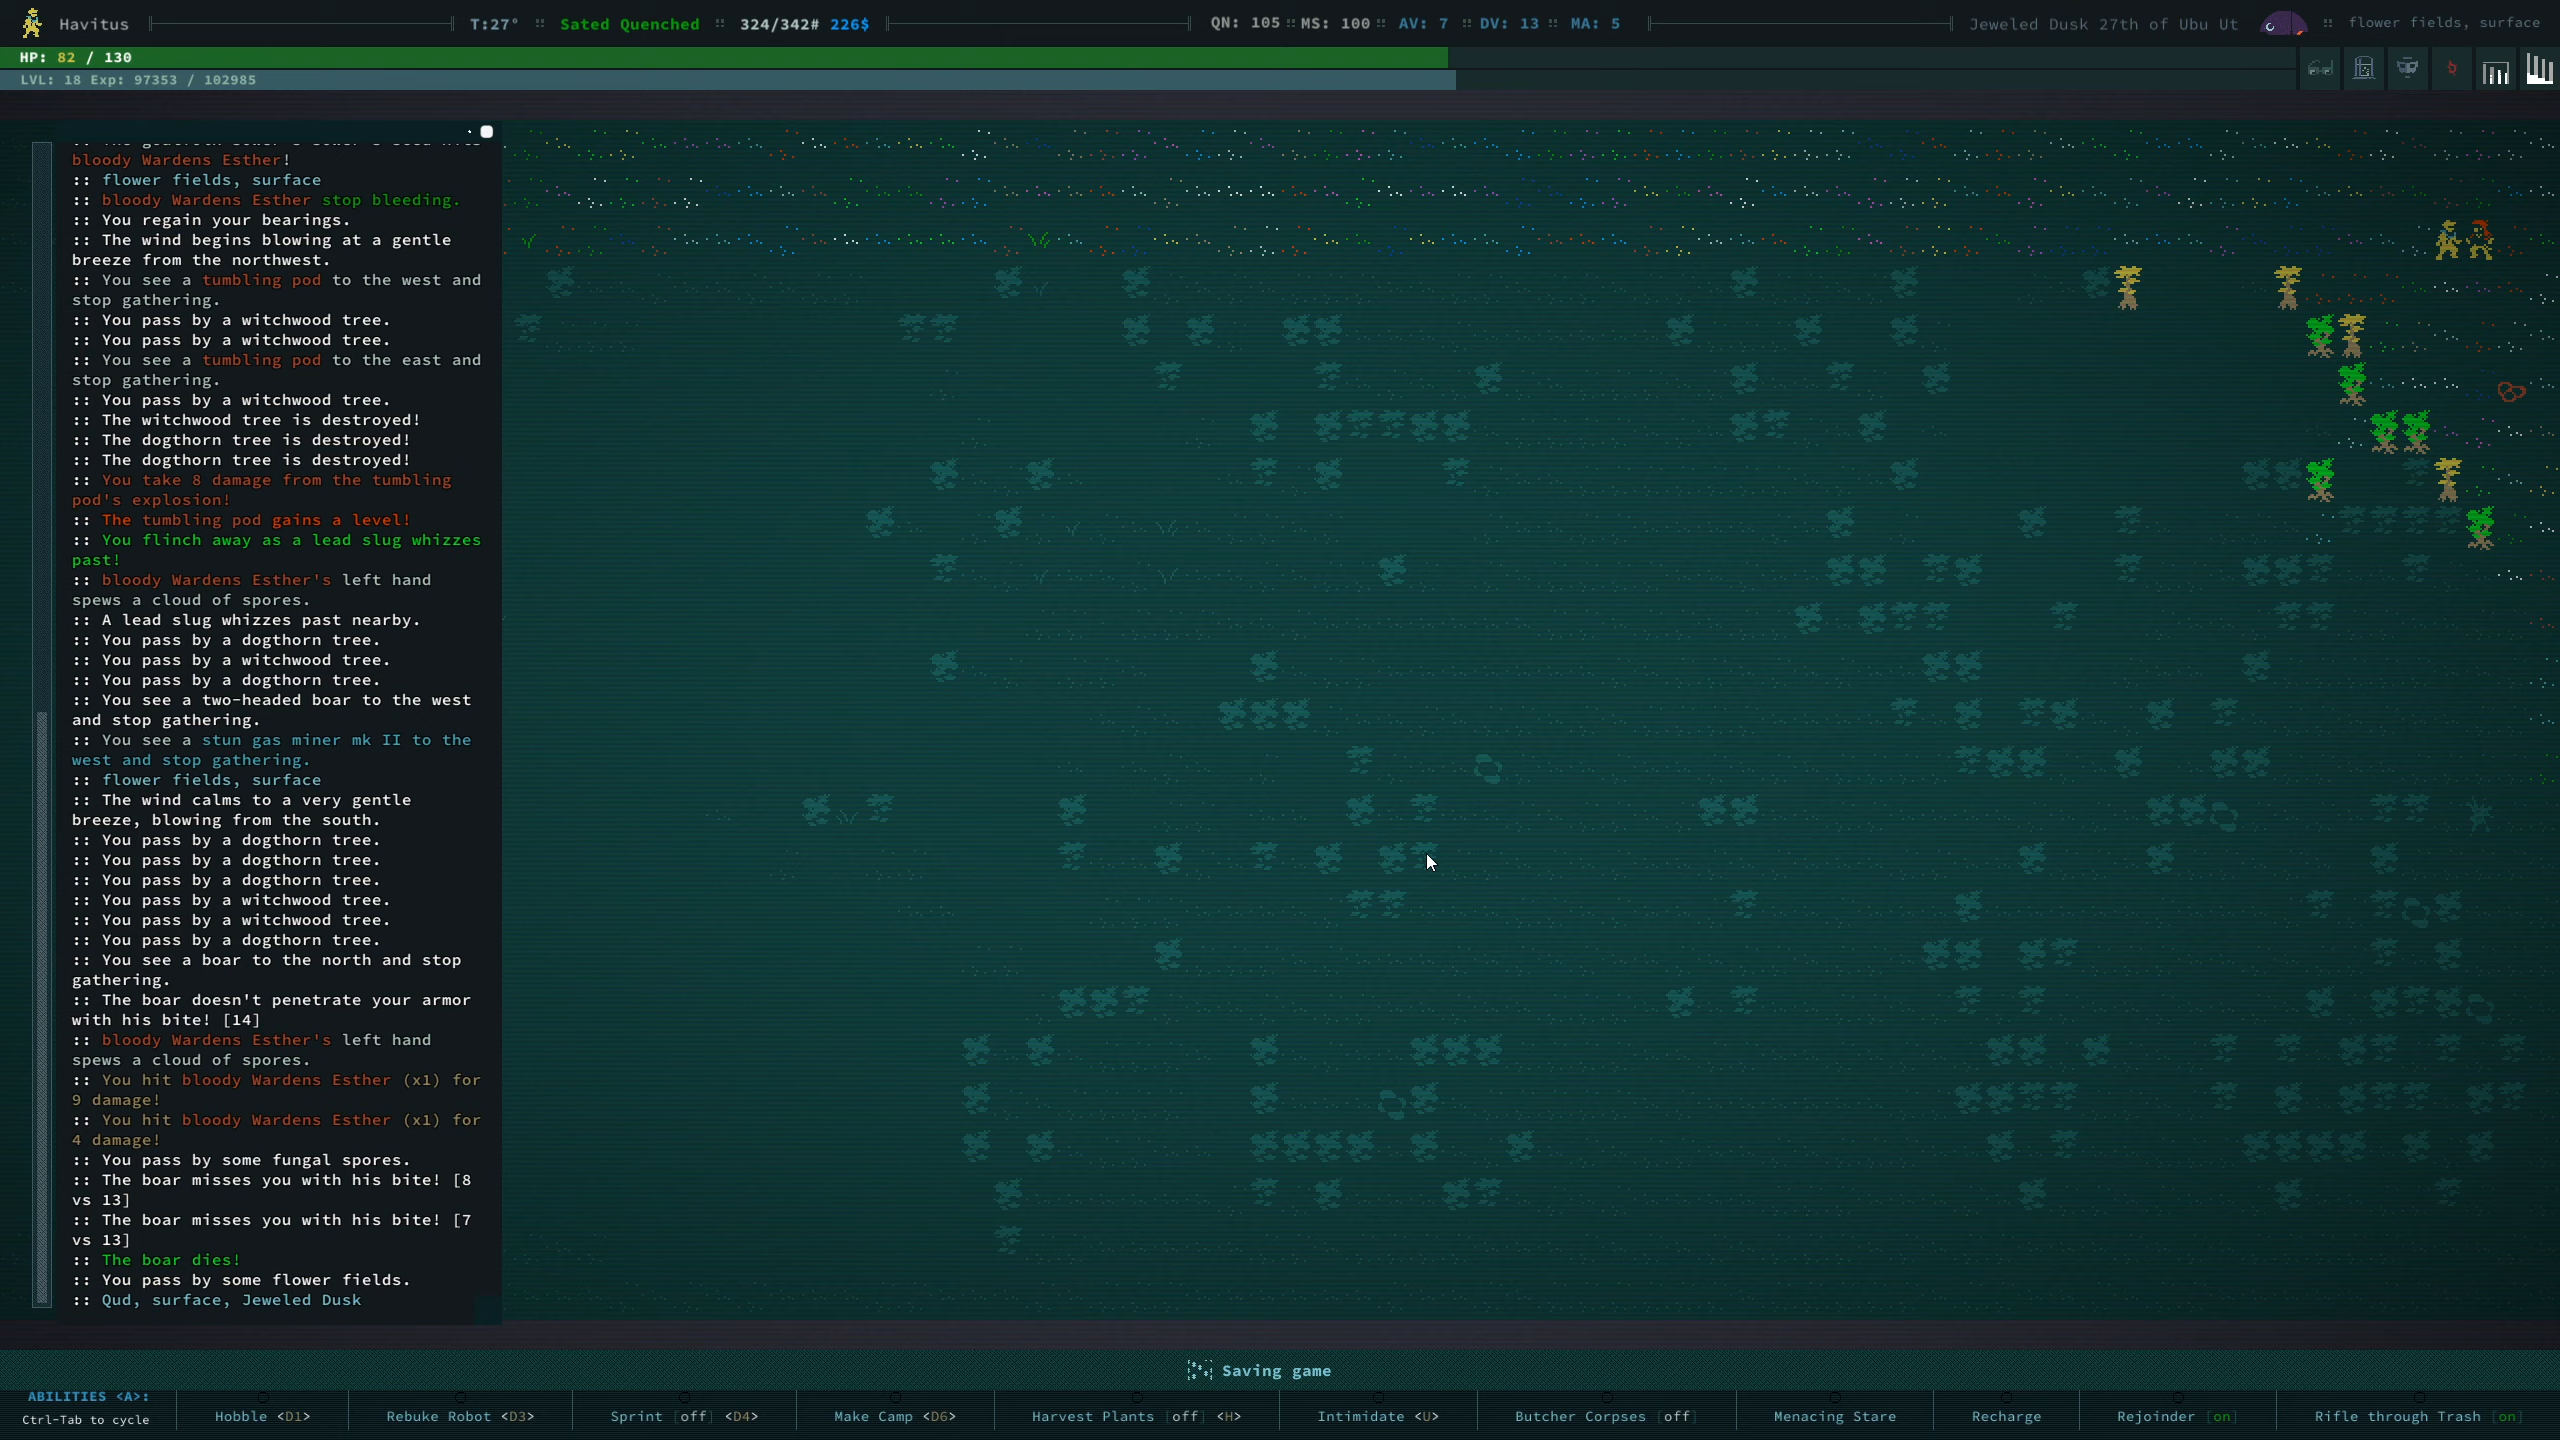 Havitus
T:27° :: Sated Quenched :: 324/342# 226$
QN: 105 :: MS: 100 :: AV: 7 :: DV: 13 :: MA: 5
Jeweled Dusk 27th of Ubu Ut :: flower fields, surface
HP: 82 / 130
LVL: 18 Exp: 97353 / 102985
bloody Wardens Esther!
:: flower fields, surface
:: bloody Wardens Esther stop bleeding.
:: You regain your bearings.
:: The wind begins blowing at a gentle
breeze from the northwest.
:: You see a tumbling pod to the west and
stop gathering.
:: You pass by a witchwood tree.
:: You pass by a witchwood tree.
:: You see a tumbling pod to the east and
stop gathering.
:: You pass by a witchwood tree.
:: The witchwood tree is destroyed!
:: The dogthorn tree is destroyed!
:: The dogthorn tree is destroyed!
:: You take 8 damage from the tumbling
pod's explosion!
:: The tumbling pod gains a level!
:: You flinch away as a lead slug whizzes
past!
:: bloody Wardens Esther's left hand
spews a cloud of spores.
:: A lead slug whizzes past nearby.
:: You pass by a dogthorn tree.
:: You pass by a witchwood tree.
:: You pass by a dogthorn tree.
:: You see a two-headed boar to the west
and stop gathering.
:: You see a stun gas miner mk II to the
west and stop gathering.
:: flower fields, surface
:: The wind calms to a very gentle
breeze, blowing from the south.
:: You pass by a dogthorn tree.
:: You pass by a dogthorn tree.
:: You pass by a dogthorn tree.
:: You pass by a witchwood tree.
:: You pass by a witchwood tree.
:: You pass by a dogthorn tree.
:: You see a boar to the north and stop
gathering.
:: The boar doesn't penetrate your armor
with his bite! [14]
:: bloody Wardens Esther's left hand
spews a cloud of spores.
:: You hit bloody Wardens Esther (x1) for
9 damage!
:: You hit bloody Wardens Esther (x1) for
4 damage!
:: You pass by some fungal spores.
:: The boar misses you with his bite! [8
vs 13]
:: The boar misses you with his bite! [7
vs 13]
:: The boar dies!
:: You pass by some flower fields.
:: Qud, surface, Jeweled Dusk
Saving game
ABILITIES <A>:
Ctrl-Tab to cycle
Hobble <D1>
Rebuke Robot <D3>
Sprint [off] <D4>
Make Camp <D6>
Harvest Plants [off] <H>
Intimidate <U>
Butcher Corpses [off]
Menacing Stare
Recharge
Rejoinder [on]
Rifle through Trash [on]